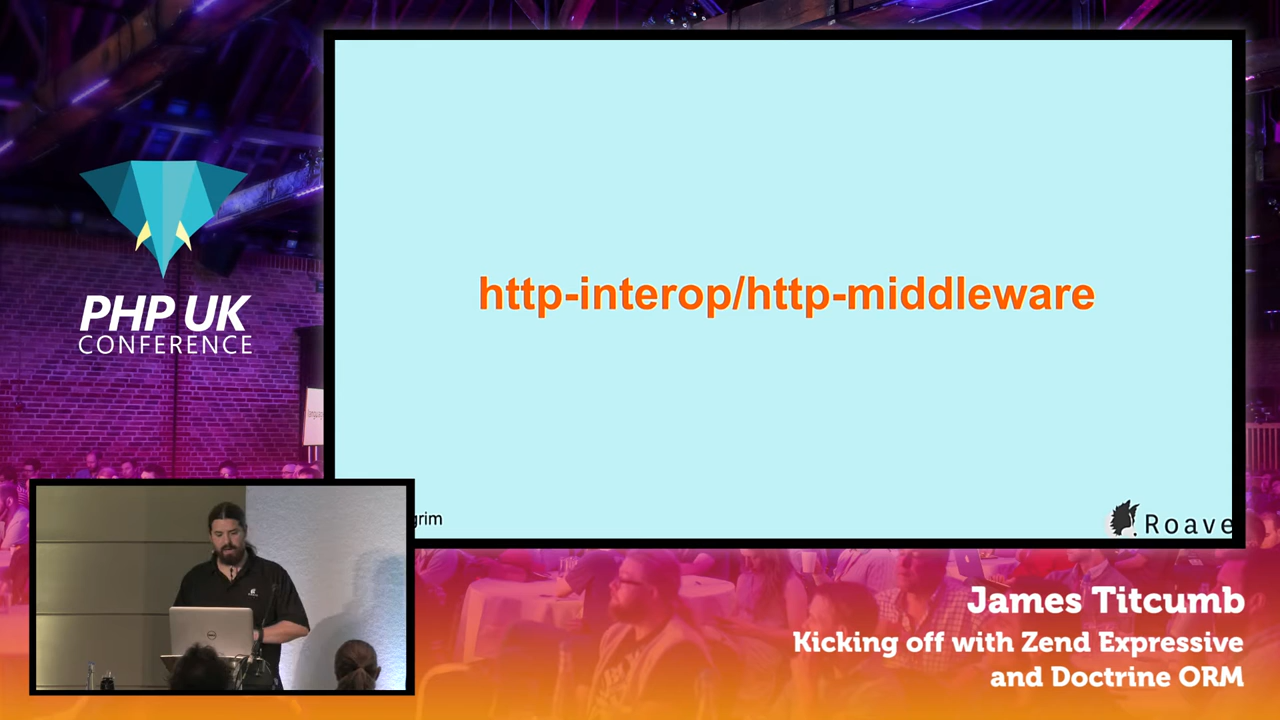 http-interop/http-middleware
PHP UK
CONFERENCE
grim
Roave
James Titcumb
Kicking off with Zend Expressive
and Doctrine ORM